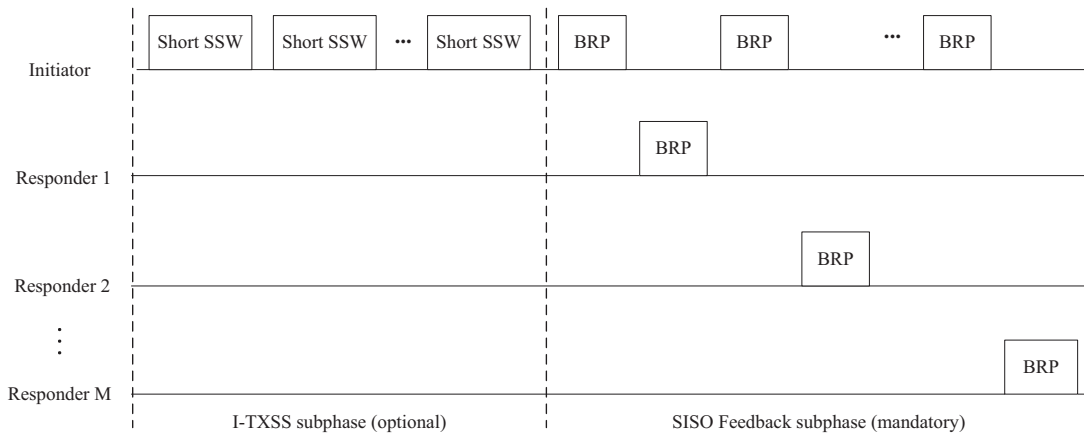 Short SSW Short SSW ... Short SSW BRP BRP ... BRP
Initiator
BRP
Responder 1
BRP
Responder 2
BRP
Responder M
I-TXSS subphase (optional) SISO Feedback subphase (mandatory)